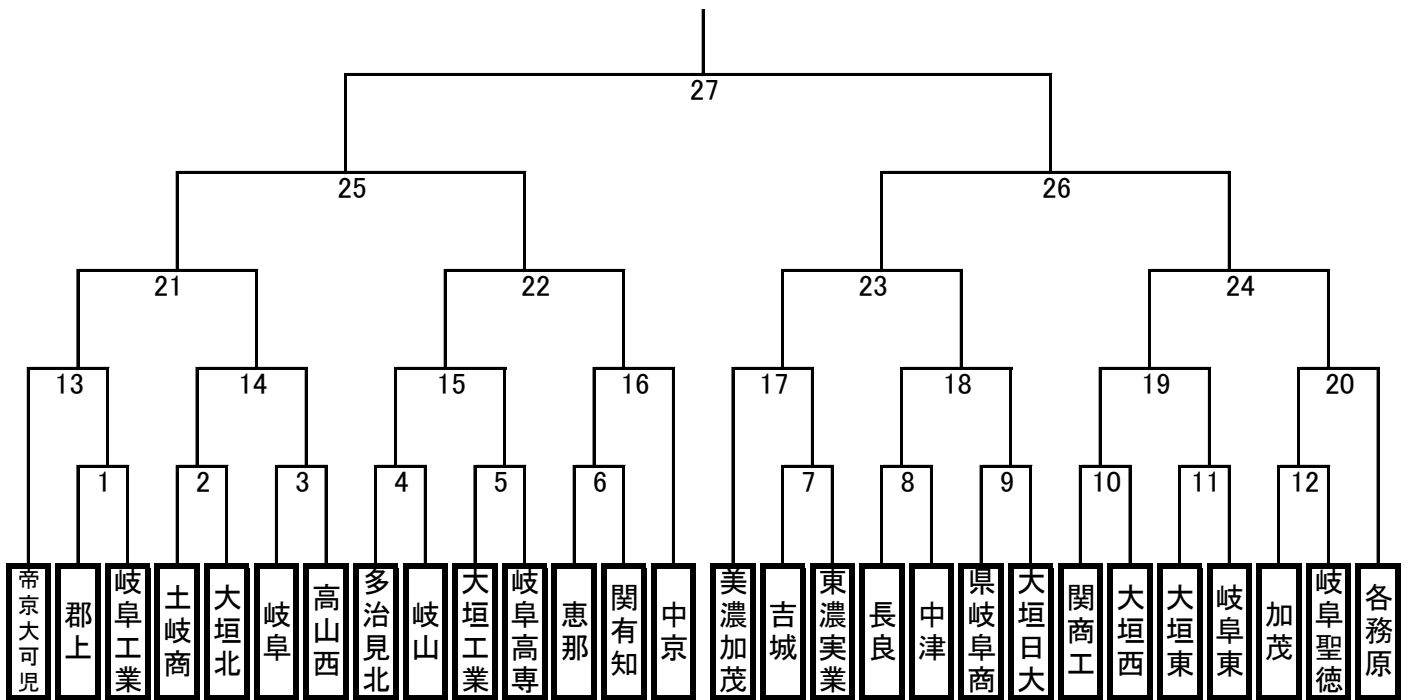 27
25
26
21
22
23
24
13
14
15
16
17
18
19
20
1
2
3
4
5
6
7
8
9
10
11
12
帝京大可児
郡上
岐阜工業
土岐商
大垣北
岐阜
高山西
多治見北
岐山
大垣工業
岐阜高専
恵那
関有知
中京
美濃加茂
吉城
東濃実業
長良
中津
県岐阜商
大垣日大
関商工
大垣西
大垣東
岐阜東
加茂
岐阜聖徳
各務原